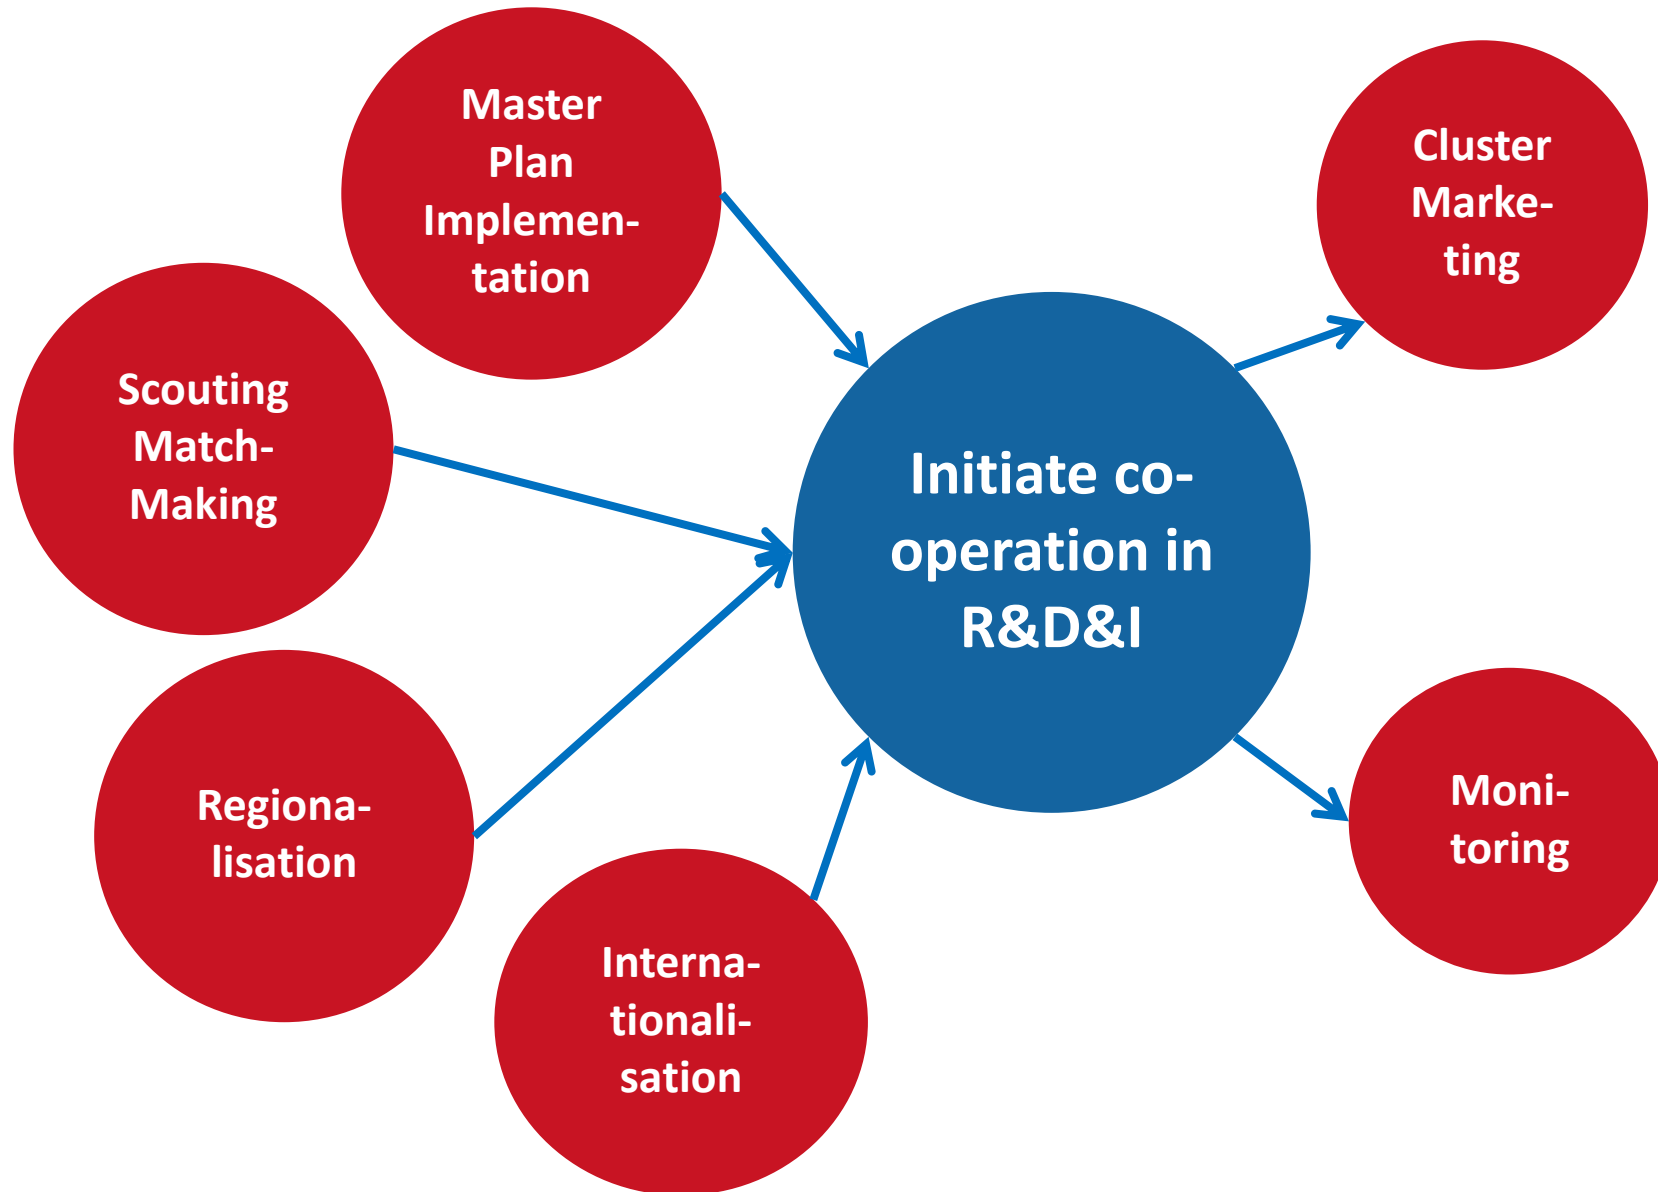 Master
Plan
Implemen-
tation
Cluster
Marke-
ting
Scouting
Match-
Making
Initiate co-
operation in
R&D&I
Regiona-
lisation
Moni-
toring
Interna-
tionali-
sation